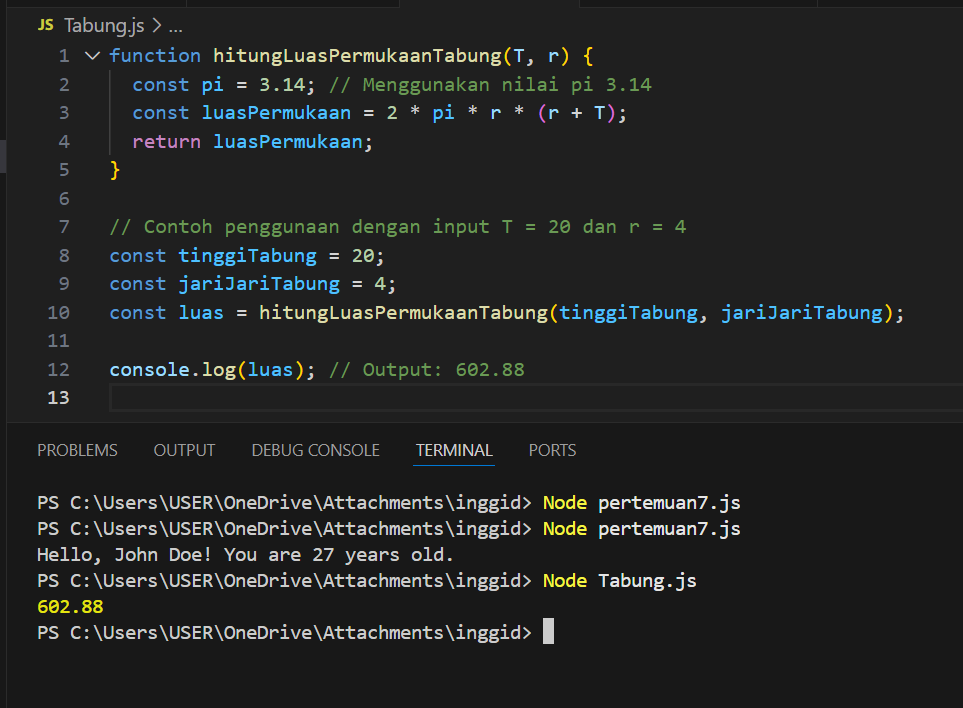 JS Tabung.js > ...
1 function hitungLuasPermukaanTabung(T, r) {
2 const pi = 3.14; // Menggunakan nilai pi 3.14
3 const luasPermukaan = 2 * pi * r * (r + T);
4 return luasPermukaan;
5 }
6
7 // Contoh penggunaan dengan input T = 20 dan r = 4
8 const tinggiTabung = 20;
9 const jariJariTabung = 4;
10 const luas = hitungLuasPermukaanTabung(tinggiTabung, jariJariTabung);
11
12 console.log(luas); // Output: 602.88
13
PROBLEMS OUTPUT DEBUG CONSOLE TERMINAL PORTS
PS C:\Users\USER\OneDrive\Attachments\inggid> Node pertemuan7.js
PS C:\Users\USER\OneDrive\Attachments\inggid> Node pertemuan7.js
Hello, John Doe! You are 27 years old.
PS C:\Users\USER\OneDrive\Attachments\inggid> Node Tabung.js
602.88
PS C:\Users\USER\OneDrive\Attachments\inggid>